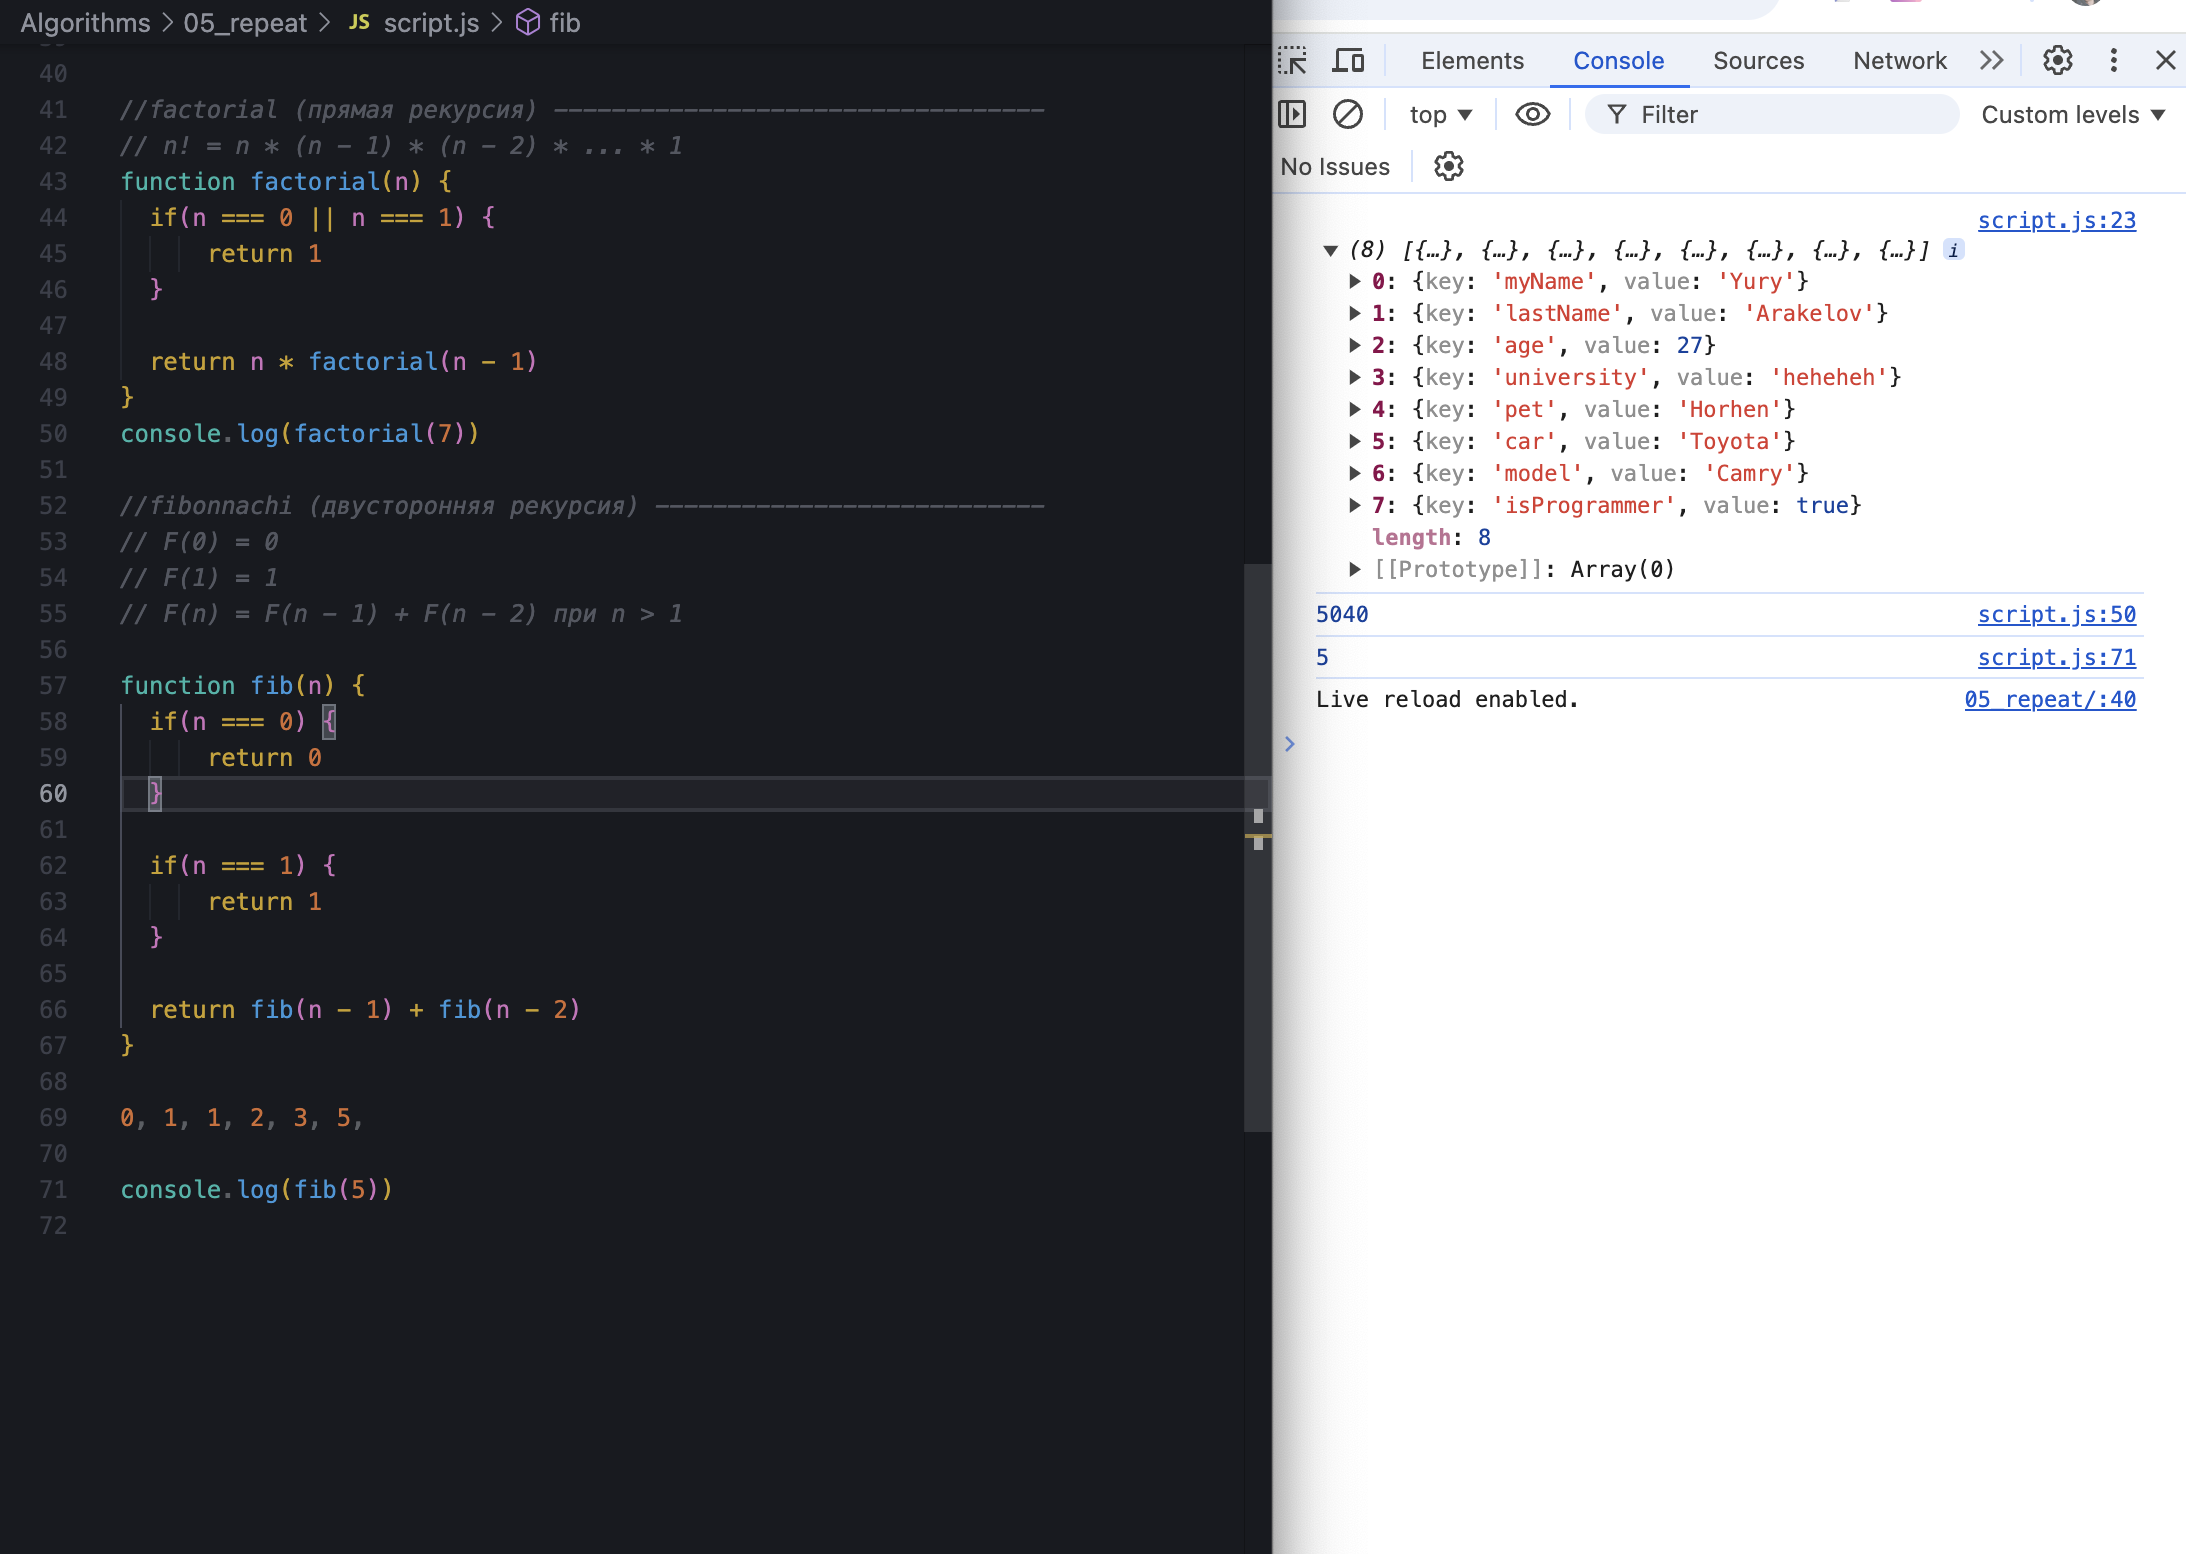 Algorithms > 05_repeat > JS script.js > fib
40
41 //factorial (прямая рекурсия) ----------------------------------
42 // n! = n * (n - 1) * (n - 2) * ... * 1
43 function factorial(n) {
44 if(n === 0 || n === 1) {
45 return 1
46 }
47
48 return n * factorial(n - 1)
49 }
50 console.log(factorial(7))
51
52 //fibonnachi (двусторонняя рекурсия) ---------------------------
53 // F(0) = 0
54 // F(1) = 1
55 // F(n) = F(n - 1) + F(n - 2) при n > 1
56
57 function fib(n) {
58 if(n === 0) {
59 return 0
60 }
61
62 if(n === 1) {
63 return 1
64 }
65
66 return fib(n - 1) + fib(n - 2)
67 }
68
69 0, 1, 1, 2, 3, 5,
70
71 console.log(fib(5))
72
Elements Console Sources Network
top Filter Custom levels
No Issues
script.js:23
(8) [{…}, {…}, {…}, {…}, {…}, {…}, {…}, {…}] i
0: {key: 'myName', value: 'Yury'}
1: {key: 'lastName', value: 'Arakelov'}
2: {key: 'age', value: 27}
3: {key: 'university', value: 'heheheh'}
4: {key: 'pet', value: 'Horhen'}
5: {key: 'car', value: 'Toyota'}
6: {key: 'model', value: 'Camry'}
7: {key: 'isProgrammer', value: true}
length: 8
[[Prototype]]: Array(0)
5040 script.js:50
5 script.js:71
Live reload enabled. 05_repeat/:40